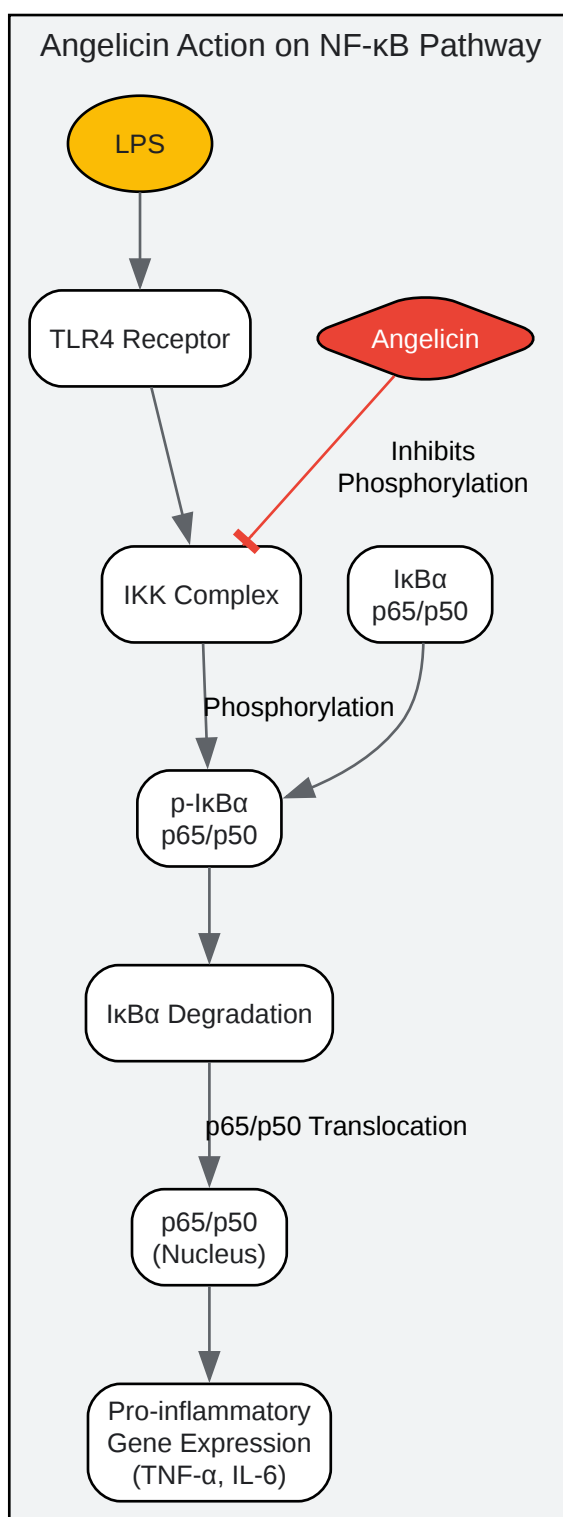 Angelicin Action on NF-κB Pathway
LPS
TLR4 Receptor
Angelicin
Inhibits
Phosphorylation
IKK Complex
IκBα
p65/p50
Phosphorylation
p-IκBα
p65/p50
IκBα Degradation
p65/p50 Translocation
p65/p50
(Nucleus)
Pro-inflammatory
Gene Expression
(TNF-α, IL-6)